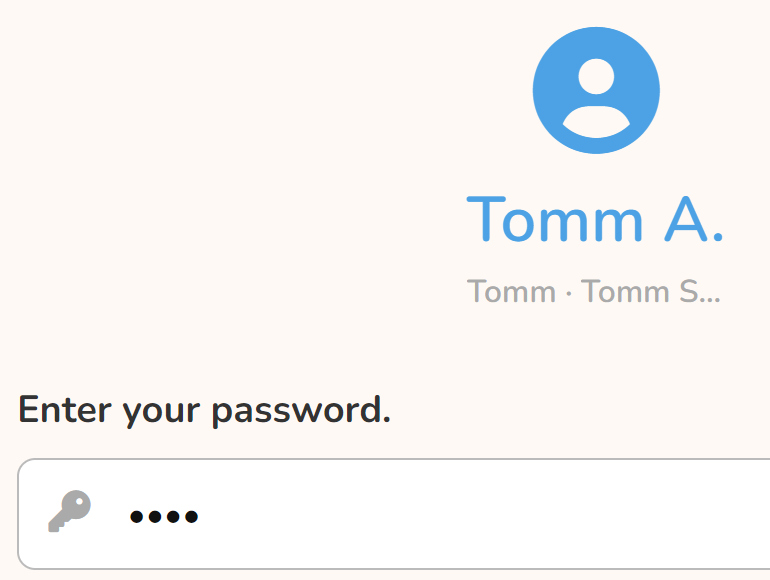 Tomm A.
Tomm · Tomm S...
Enter your password.
••••